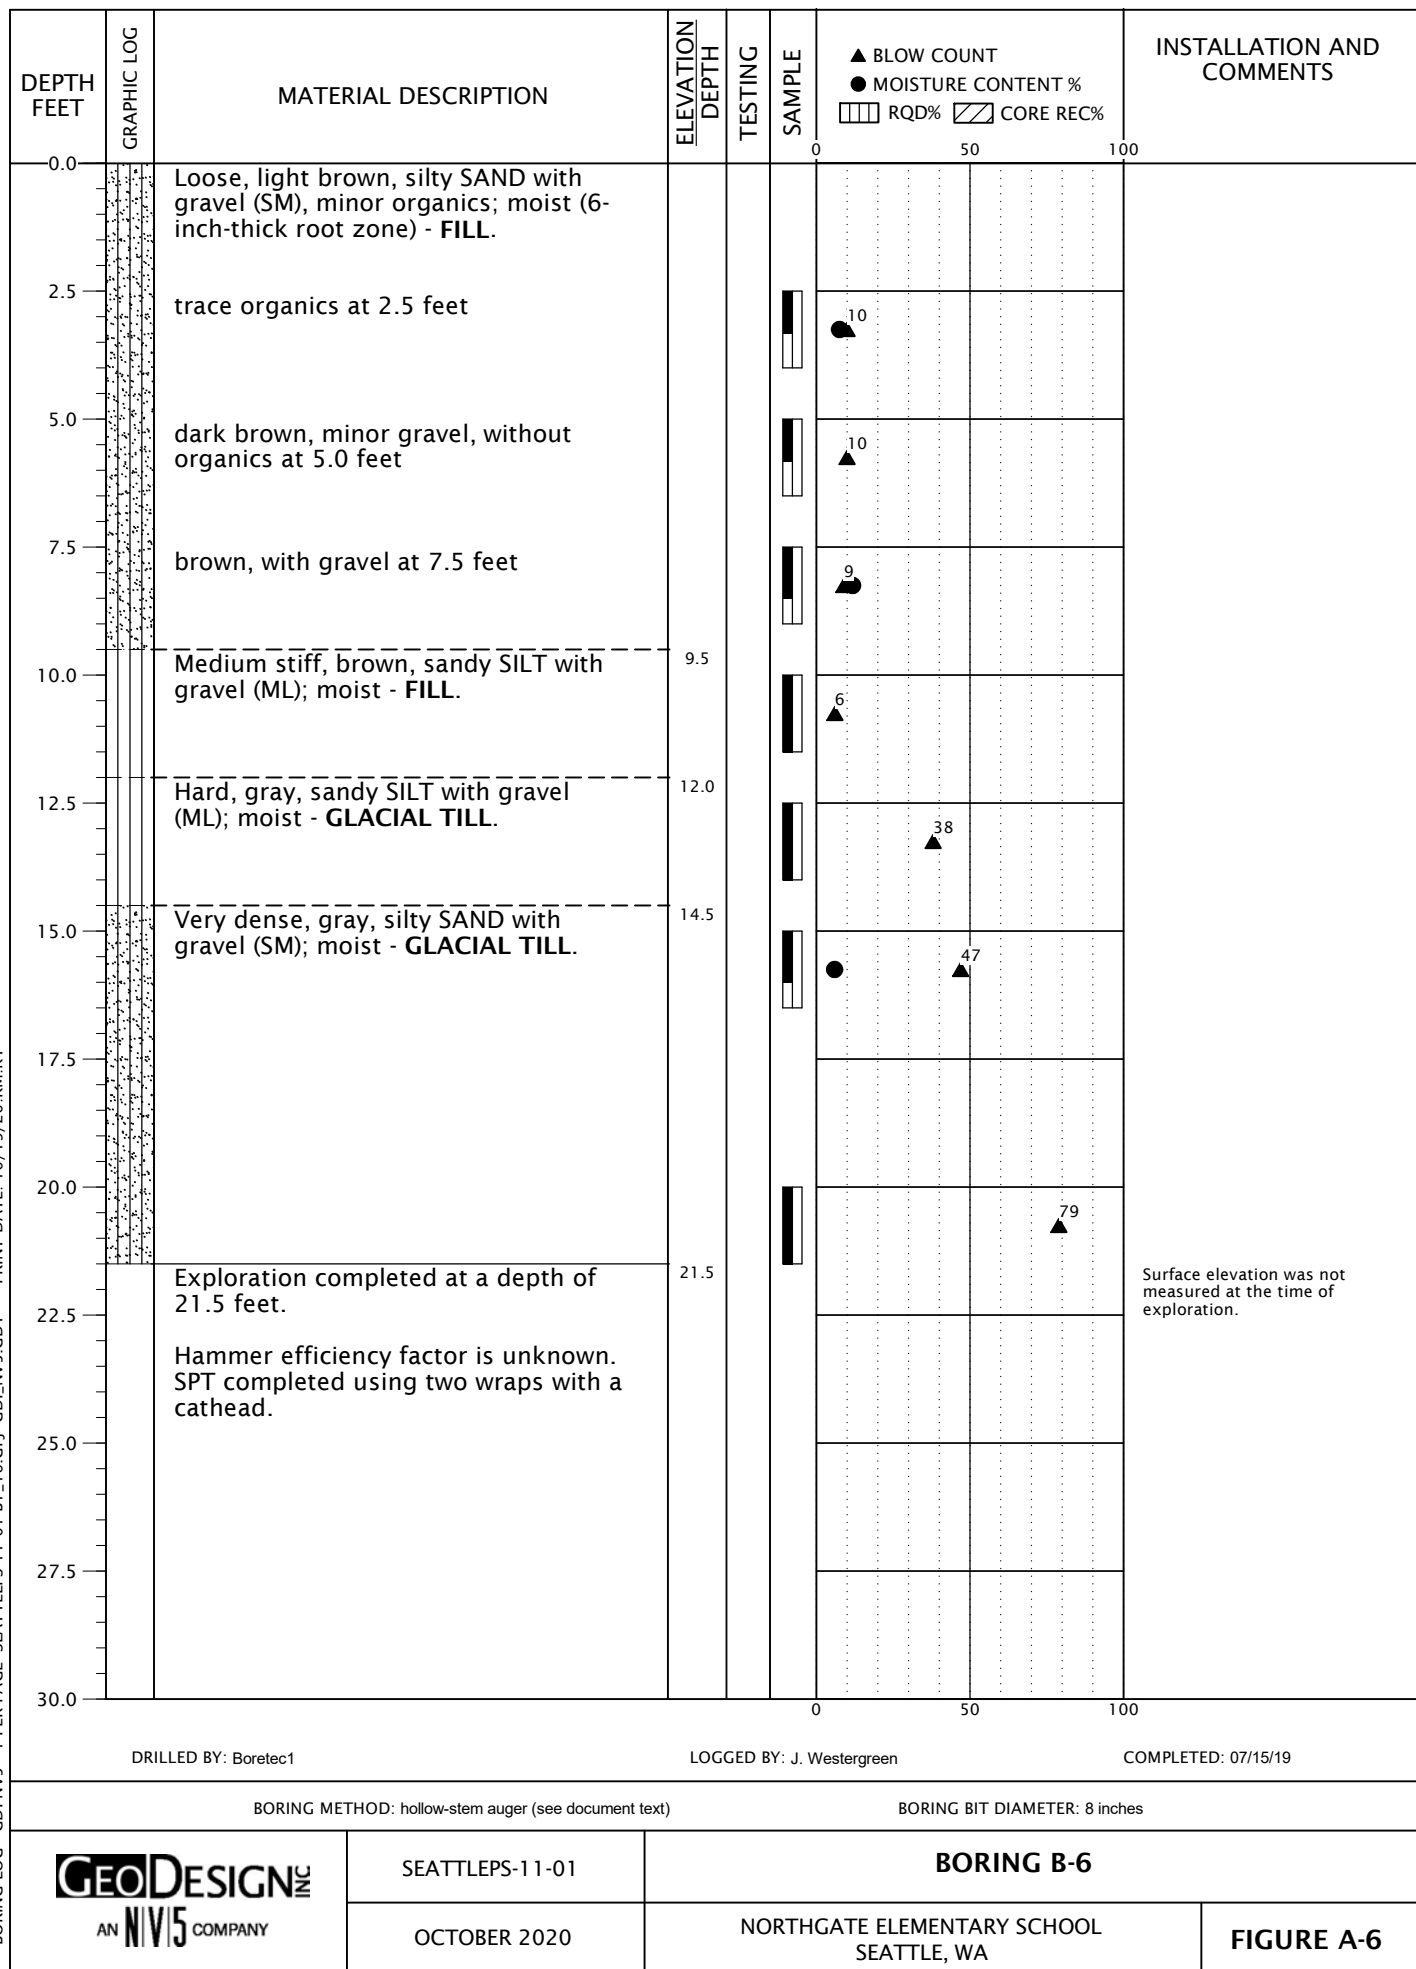 DEPTH
FEET
GRAPHIC LOG
MATERIAL DESCRIPTION
ELEVATION
DEPTH
TESTING
SAMPLE
▲ BLOW COUNT
● MOISTURE CONTENT %
RQD% CORE REC%
INSTALLATION AND
COMMENTS
0 50 100
0.0
Loose, light brown, silty SAND with
gravel (SM), minor organics; moist (6-
inch-thick root zone) - FILL.
2.5
trace organics at 2.5 feet
10
5.0
dark brown, minor gravel, without
organics at 5.0 feet
10
7.5
brown, with gravel at 7.5 feet
9
9.5
10.0
Medium stiff, brown, sandy SILT with
gravel (ML); moist - FILL.
6
12.0
12.5
Hard, gray, sandy SILT with gravel
(ML); moist - GLACIAL TILL.
38
14.5
15.0
Very dense, gray, silty SAND with
gravel (SM); moist - GLACIAL TILL.
47
17.5
20.0
79
21.5
Exploration completed at a depth of
21.5 feet.
Surface elevation was not
measured at the time of
exploration.
22.5
Hammer efficiency factor is unknown.
SPT completed using two wraps with a
cathead.
25.0
27.5
30.0
0 50 100
DRILLED BY: Boretec1
LOGGED BY: J. Westergreen
COMPLETED: 07/15/19
BORING METHOD: hollow-stem auger (see document text)
BORING BIT DIAMETER: 8 inches
GEODESIGN INC
AN N|V|5 COMPANY
SEATTLEPS-11-01
OCTOBER 2020
BORING B-6
NORTHGATE ELEMENTARY SCHOOL
SEATTLE, WA
FIGURE A-6